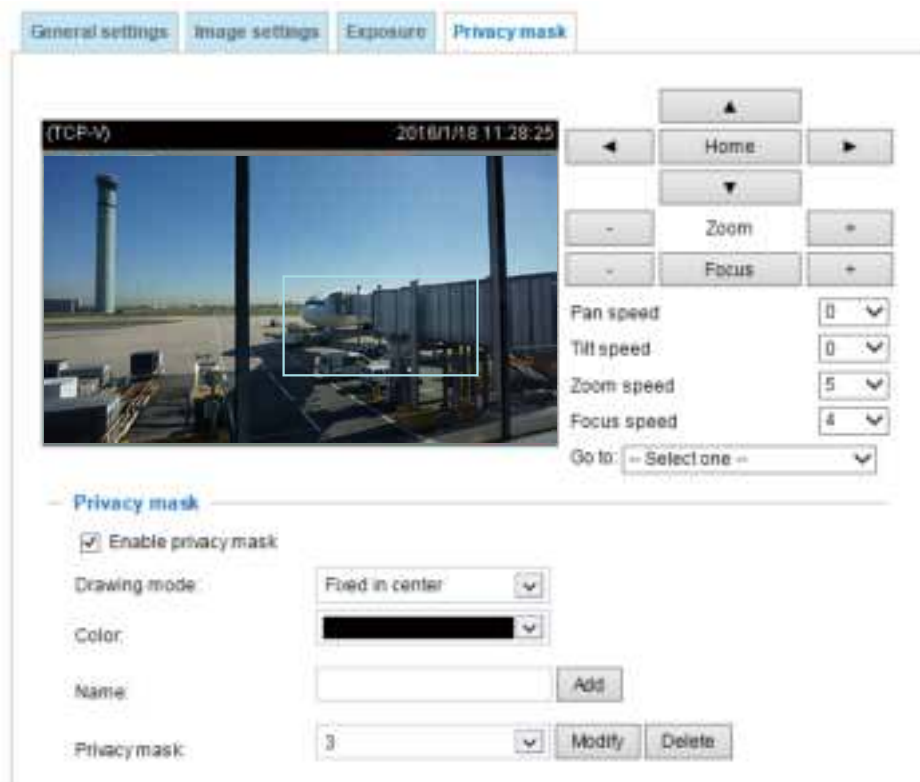 General settings Image settings Exposure Privacy mask
(TCP-V) 2016/1/18 11:28:25
▲
◄ Home ►
▼
- Zoom +
- Focus +
Pan speed 0
Tilt speed 0
Zoom speed 5
Focus speed 4
Go to: -- Select one --
Privacy mask
Enable privacy mask
Drawing mode: Fixed in center
Color:
Name: Add
Privacy mask: 3 Modify Delete